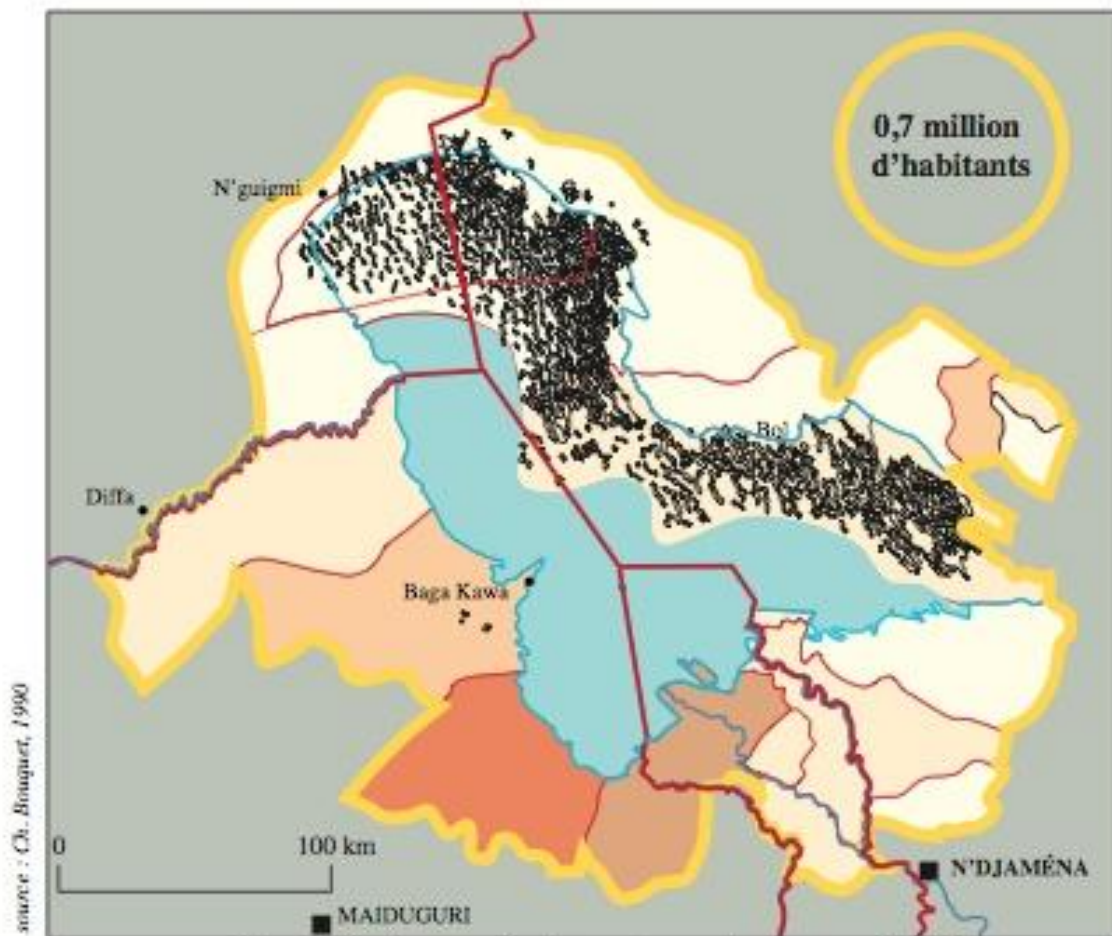 0,7 million
d'habitants
N'guigmi
Bol
Diffa
Baga Kawa
0
100 km
N'DJAMÉNA
MAIDUGURI
source : Ch. Bouquet, 1990